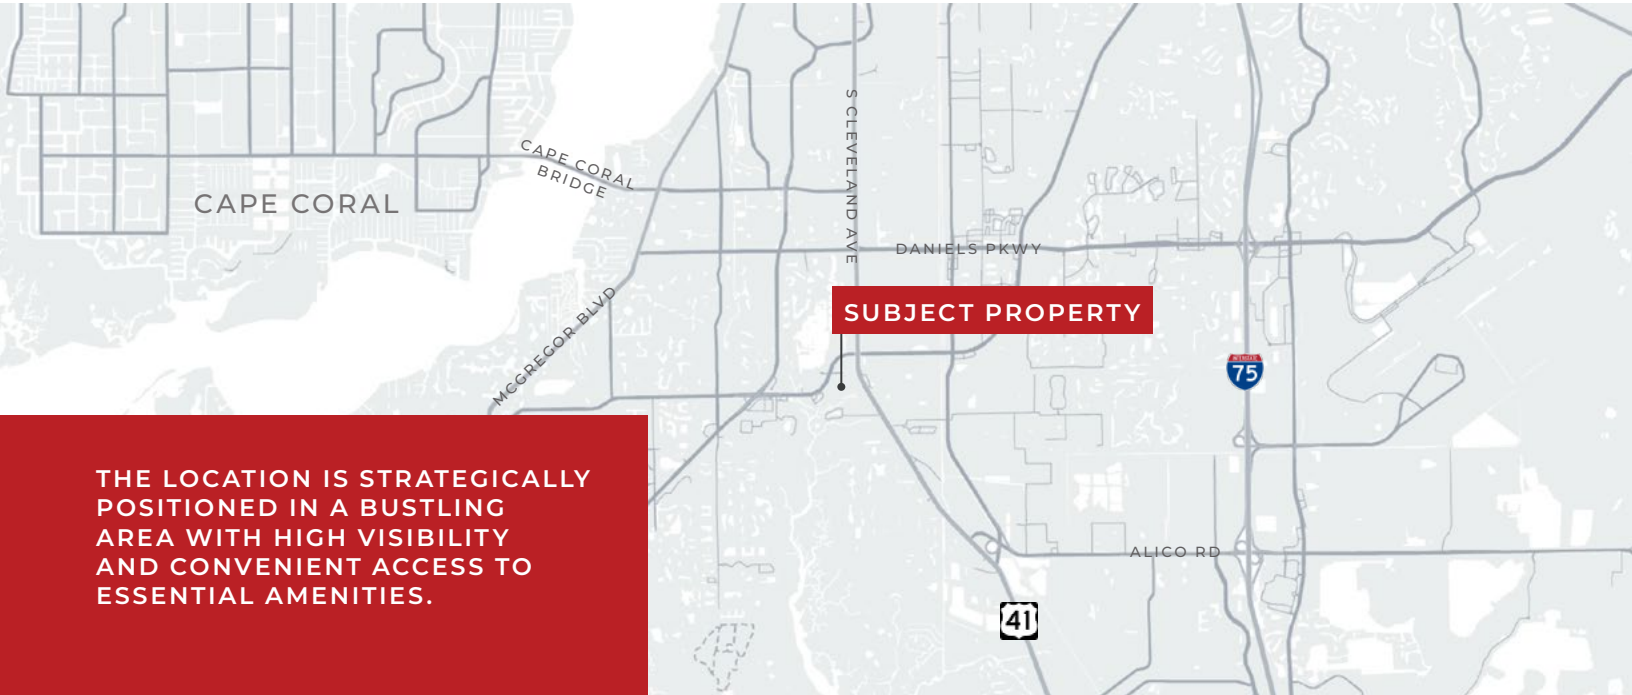 S CLEVELAND AVE
CAPE CORAL
BRIDGE
CAPE CORAL
DANIELS PKWY
MCGREGOR BLVD
SUBJECT PROPERTY
INTERSTATE
75
THE LOCATION IS STRATEGICALLY
POSITIONED IN A BUSTLING
AREA WITH HIGH VISIBILITY
AND CONVENIENT ACCESS TO
ESSENTIAL AMENITIES.
ALICO RD
41